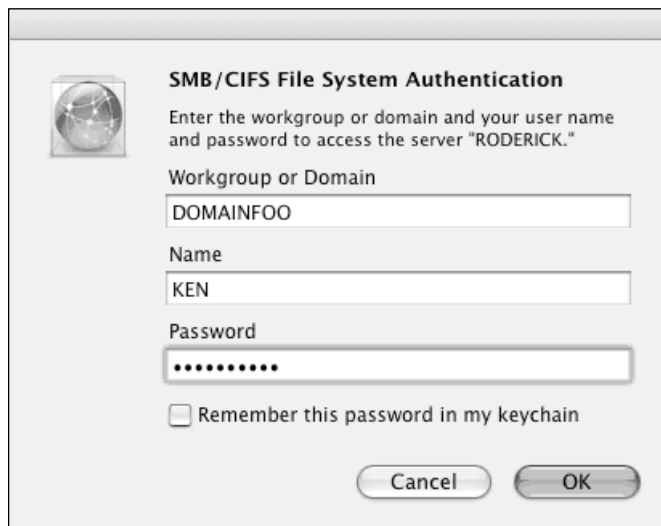 SMB/CIFS File System Authentication
Enter the workgroup or domain and your user name
and password to access the server "RODERICK."
Workgroup or Domain
DOMAINFOO
Name
KEN
Password
••••••••••
Remember this password in my keychain
Cancel
OK